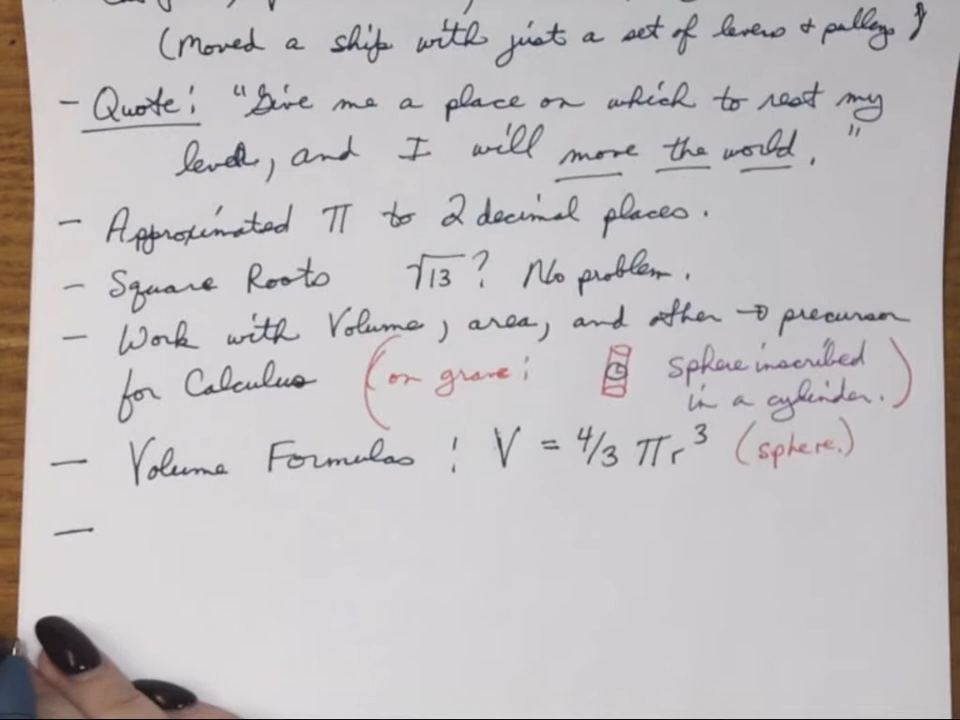 (Moved a ship with just a set of levers + pulleys)
- Quote: "Give me a place on which to rest my
lever, and I will move the world."
- Approximated π to 2 decimal places.
- Square Roots √13? No problem.
- Work with Volume, area, and other → precursor
for Calculus (on grave: sphere inscribed
in a cylinder.)
- Volume Formulas: V = 4/3 πr³ (sphere.)
-